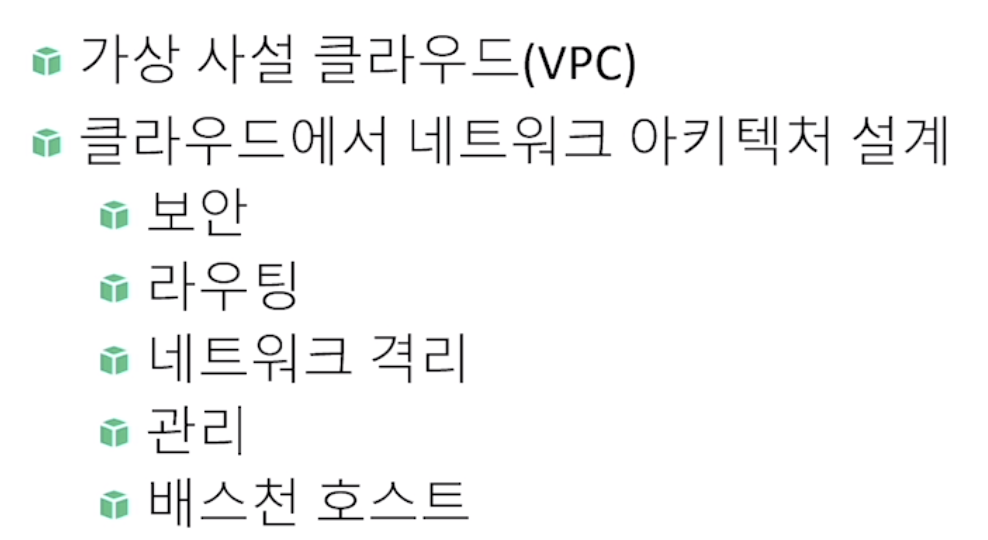 가상 사설 클라우드(VPC)
클라우드에서 네트워크 아키텍처 설계
보안
라우팅
네트워크 격리
관리
배스천 호스트